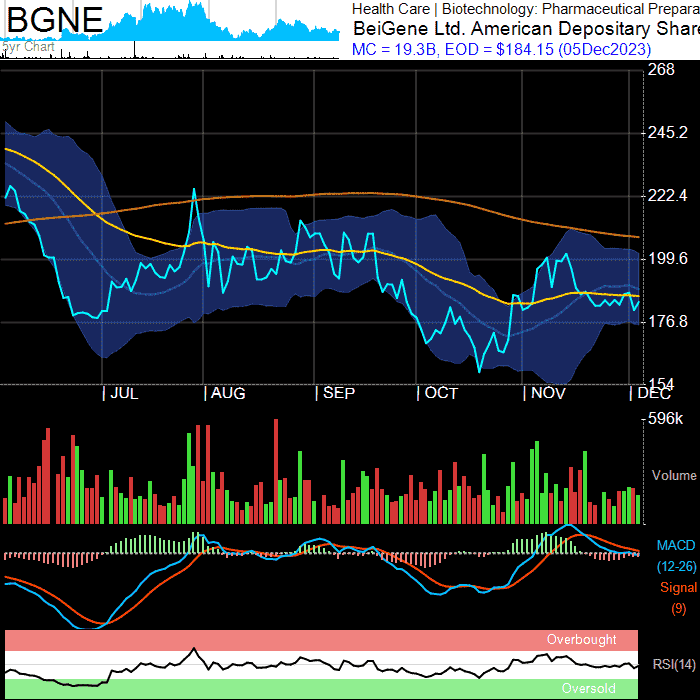 BGNE
5yr Chart
Health Care | Biotechnology: Pharmaceutical Prepara
BeiGene Ltd. American Depositary Share
MC = 19.3B, EOD = $184.15 (05Dec2023)
268
245.2
222.4
199.6
176.8
154
| JUL | AUG | SEP | OCT | NOV | DEC
596k
Volume
MACD
(12-26)
Signal
(9)
Overbought
RSI(14)
Oversold